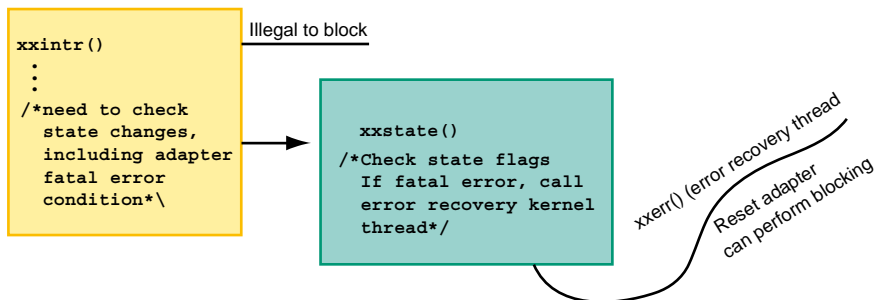 xxintr()
Illegal to block
/*need to check
state changes,
including adapter
fatal error
condition*\
xxstate()
/*Check state flags
If fatal error, call
error recovery kernel
thread*/
xxerr() (error recovery thread
Reset adapter
can perform blocking